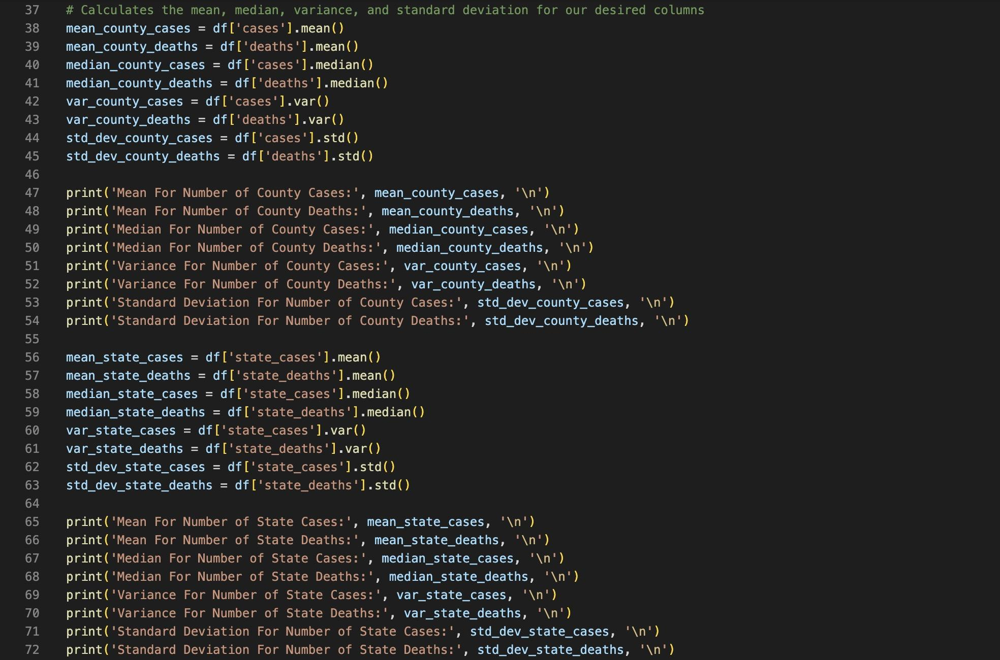 37 # Calculates the mean, median, variance, and standard deviation for our desired columns
38 mean_county_cases = df['cases'].mean()
39 mean_county_deaths = df['deaths'].mean()
40 median_county_cases = df['cases'].median()
41 median_county_deaths = df['deaths'].median()
42 var_county_cases = df['cases'].var()
43 var_county_deaths = df['deaths'].var()
44 std_dev_county_cases = df['cases'].std()
45 std_dev_county_deaths = df['deaths'].std()
46
47 print('Mean For Number of County Cases:', mean_county_cases, '\n')
48 print('Mean For Number of County Deaths:', mean_county_deaths, '\n')
49 print('Median For Number of County Cases:', median_county_cases, '\n')
50 print('Median For Number of County Deaths:', median_county_deaths, '\n')
51 print('Variance For Number of County Cases:', var_county_cases, '\n')
52 print('Variance For Number of County Deaths:', var_county_deaths, '\n')
53 print('Standard Deviation For Number of County Cases:', std_dev_county_cases, '\n')
54 print('Standard Deviation For Number of County Deaths:', std_dev_county_deaths, '\n')
55
56 mean_state_cases = df['state_cases'].mean()
57 mean_state_deaths = df['state_deaths'].mean()
58 median_state_cases = df['state_cases'].median()
59 median_state_deaths = df['state_deaths'].median()
60 var_state_cases = df['state_cases'].var()
61 var_state_deaths = df['state_deaths'].var()
62 std_dev_state_cases = df['state_cases'].std()
63 std_dev_state_deaths = df['state_deaths'].std()
64
65 print('Mean For Number of State Cases:', mean_state_cases, '\n')
66 print('Mean For Number of State Deaths:', mean_state_deaths, '\n')
67 print('Median For Number of State Cases:', median_state_cases, '\n')
68 print('Median For Number of State Deaths:', median_state_deaths, '\n')
69 print('Variance For Number of State Cases:', var_state_cases, '\n')
70 print('Variance For Number of State Deaths:', var_state_deaths, '\n')
71 print('Standard Deviation For Number of State Cases:', std_dev_state_cases, '\n')
72 print('Standard Deviation For Number of State Deaths:', std_dev_state_deaths, '\n')